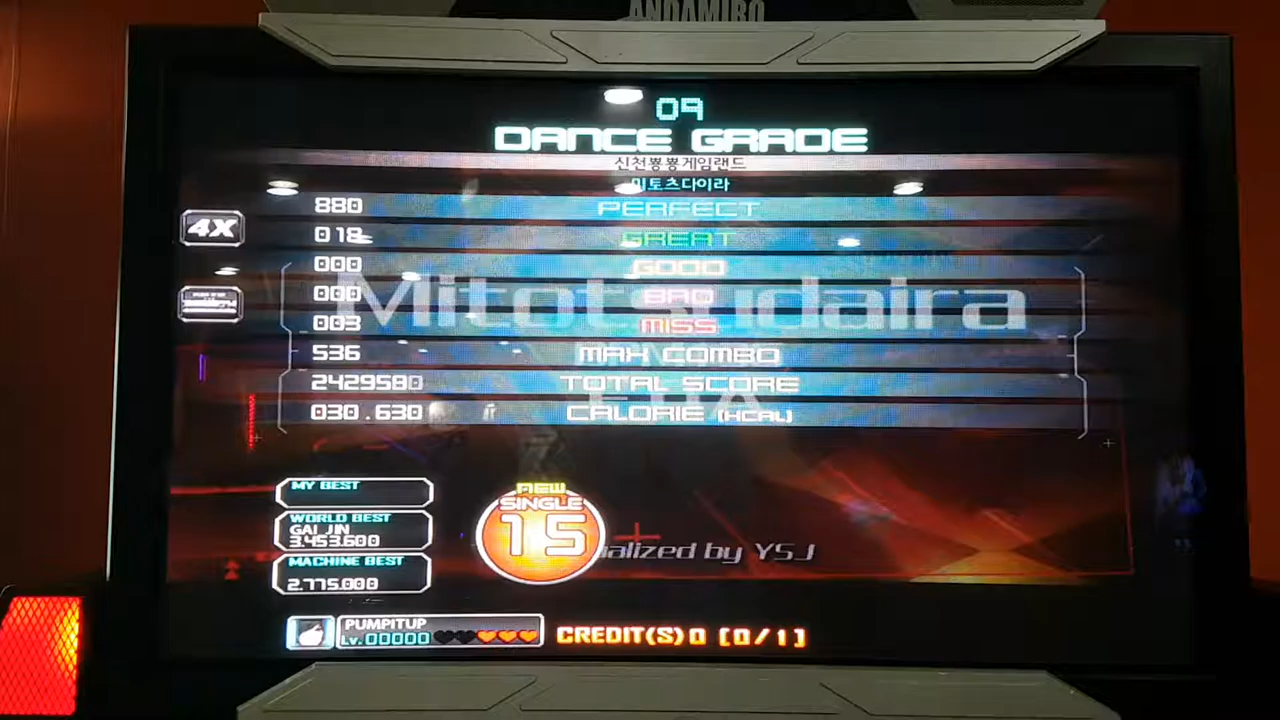 ANDAMIRO
09
DANCE GRADE
신천뿅뿅게임랜드
미토츠다이라
4X
880 PERFECT
018 GREAT
000 GOOD
000 BAD
003 MISS
536 MAX COMBO
2429580 TOTAL SCORE
030.630 CALORIE (KCAL)
Mitotsudaira
MY BEST
WORLD BEST
GAI_JIN
3.453.600
MACHINE BEST
2.775.000
NEW
SINGLE
15
alized by YSJ
PUMPITUP
Lv.00000
CREDIT(S) 0 [0/1]